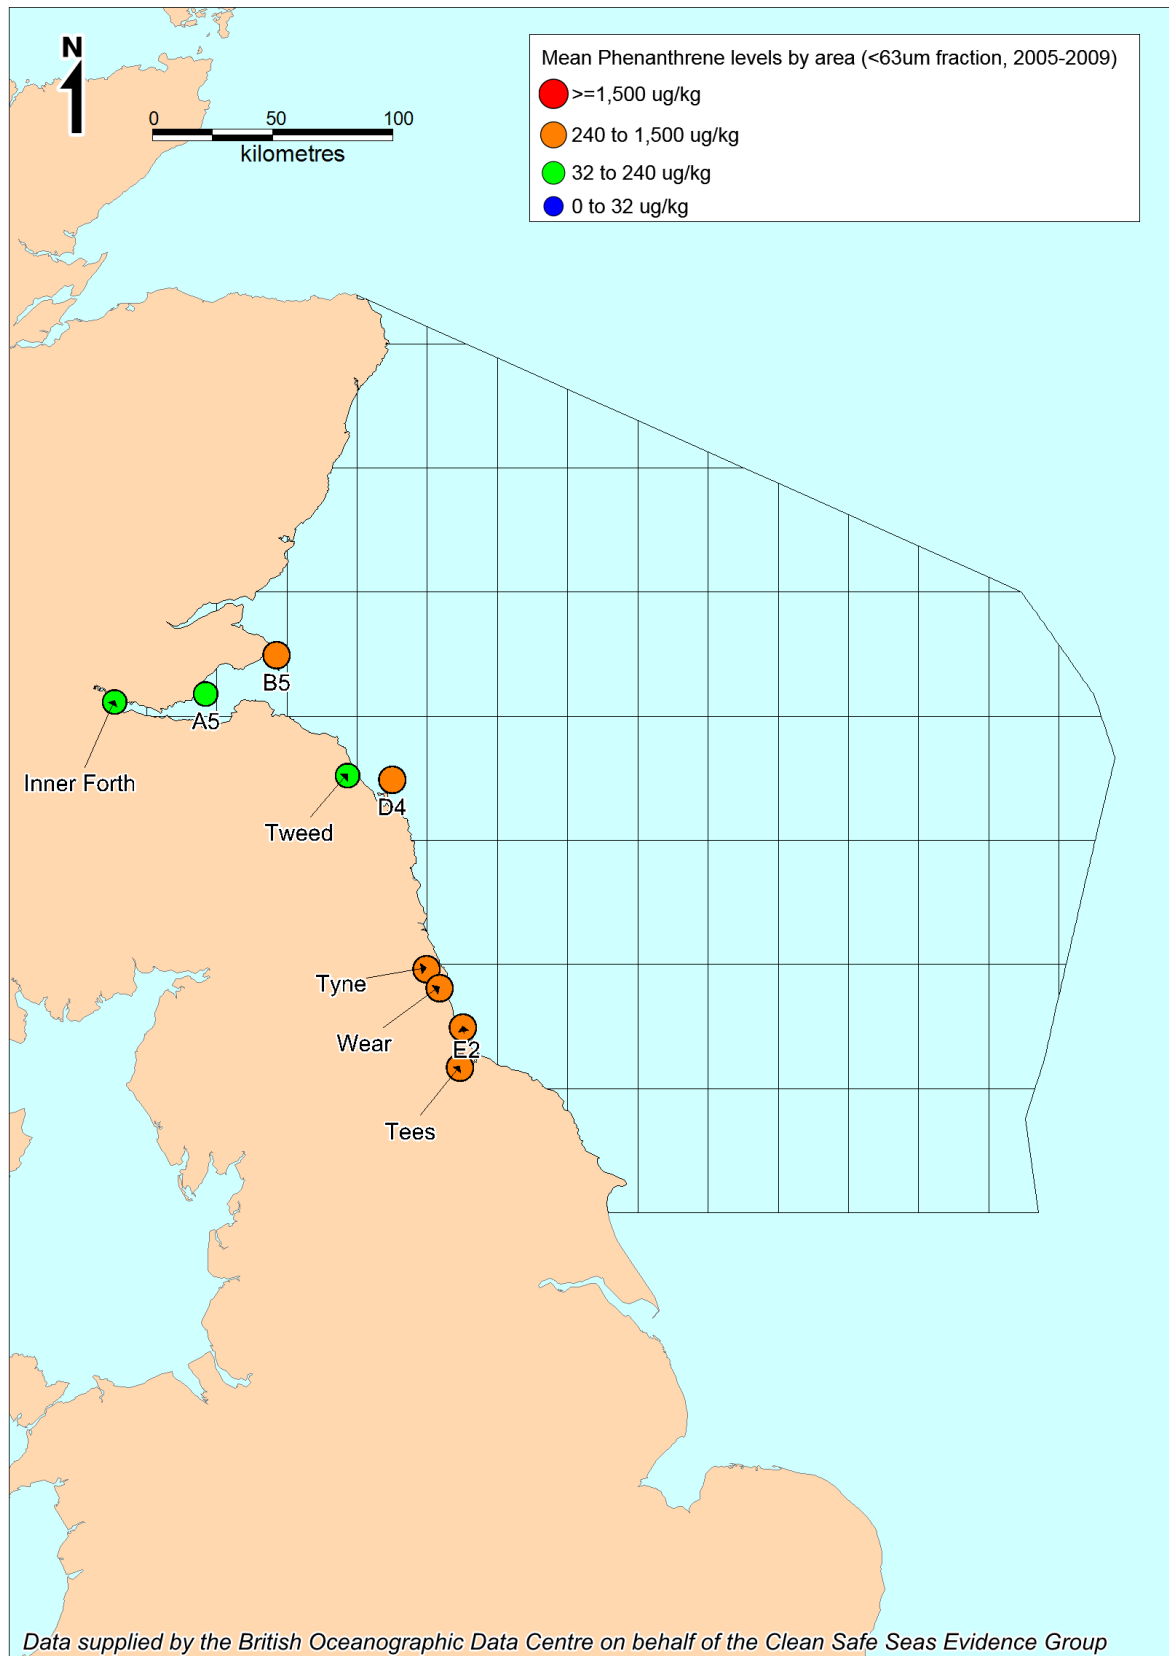 N
0 50 100
kilometres
Mean Phenanthrene levels by area (<63um fraction, 2005-2009)
>=1,500 ug/kg
240 to 1,500 ug/kg
32 to 240 ug/kg
0 to 32 ug/kg
B5
A5
Inner Forth
D4
Tweed
Tyne
Wear
E2
Tees
Data supplied by the British Oceanographic Data Centre on behalf of the Clean Safe Seas Evidence Group